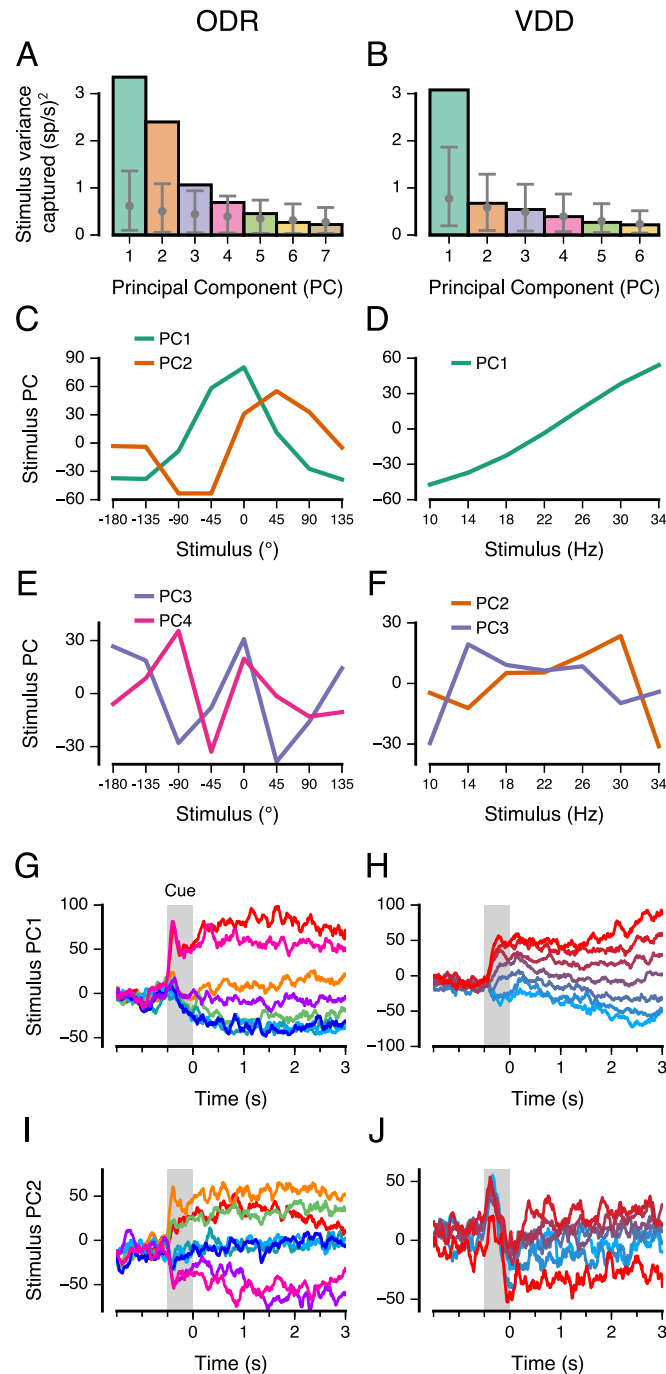 ODR
VDD
A
B
Stimulus variance
captured (sp/s)²
3
2
1
0
1 2 3 4 5 6 7
Principal Component (PC)
3
2
1
0
1 2 3 4 5 6
Principal Component (PC)
C
D
PC1
PC2
Stimulus PC
90
60
30
0
−30
−60
-180 -135 -90 -45 0 45 90 135
Stimulus (°)
PC1
60
30
0
−30
−60
10 14 18 22 26 30 34
Stimulus (Hz)
E
F
PC3
PC4
Stimulus PC
30
0
−30
-180 -135 -90 -45 0 45 90 135
Stimulus (°)
PC2
PC3
30
0
−30
10 14 18 22 26 30 34
Stimulus (Hz)
G
H
Cue
Stimulus PC1
100
50
0
−50
0 1 2 3
Time (s)
100
50
0
−50
−100
0 1 2 3
Time (s)
I
J
Stimulus PC2
50
0
−50
0 1 2 3
Time (s)
50
0
−50
0 1 2 3
Time (s)